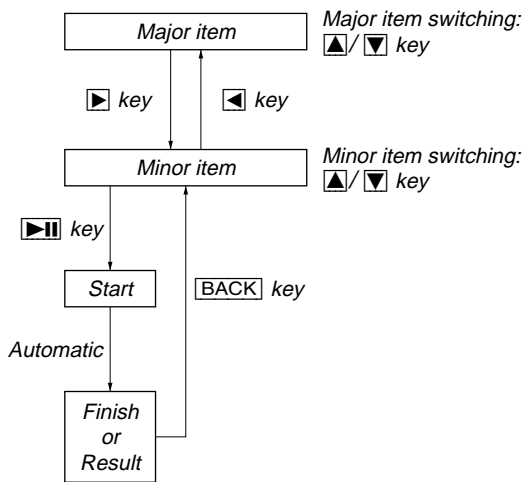 Major item
Major item switching:
▲/ ▼ key
▶ key
◀ key
Minor item
Minor item switching:
▲/ ▼ key
▶II key
Start
BACK key
Automatic
Finish
or
Result